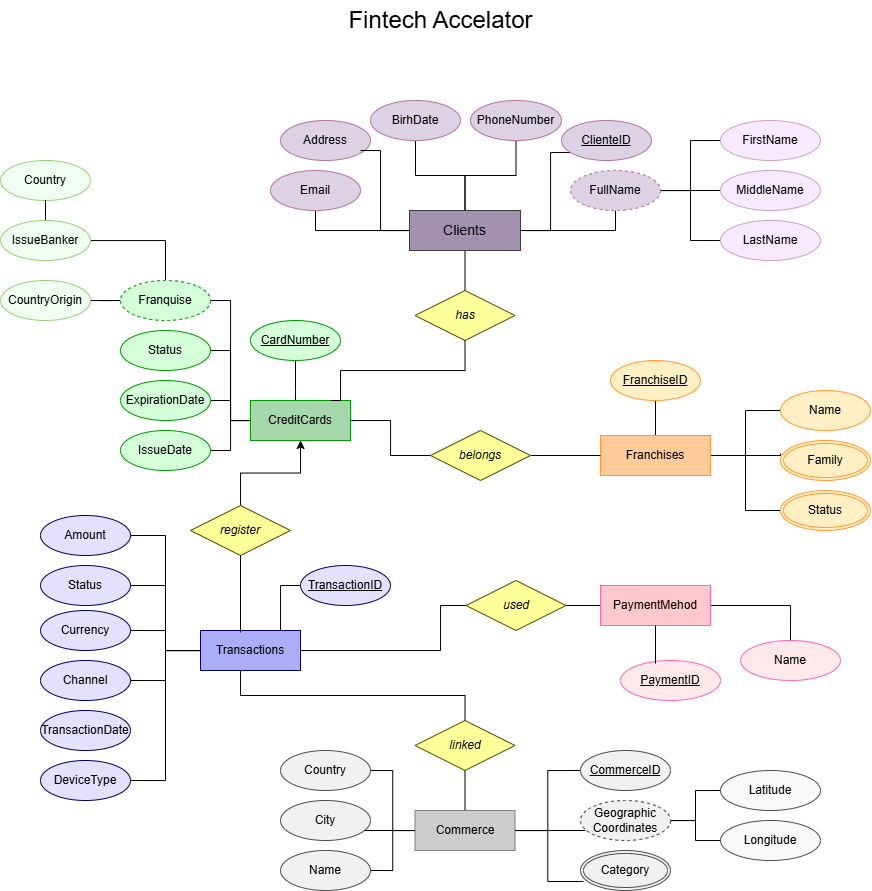 Fintech Accelator
BirhDate
PhoneNumber
Address
ClienteID
FirstName
Country
Email
FullName
MiddleName
Clients
IssueBanker
LastName
CountryOrigin
Franquise
has
CardNumber
Status
FranchiseID
ExpirationDate
Name
CreditCards
IssueDate
belongs
Franchises
Family
Status
register
Amount
Status
TransactionID
used
PaymentMehod
Currency
Transactions
Name
Channel
PaymentID
TransactionDate
linked
DeviceType
Country
CommerceID
Latitude
City
Commerce
Geographic
Coordinates
Longitude
Name
Category